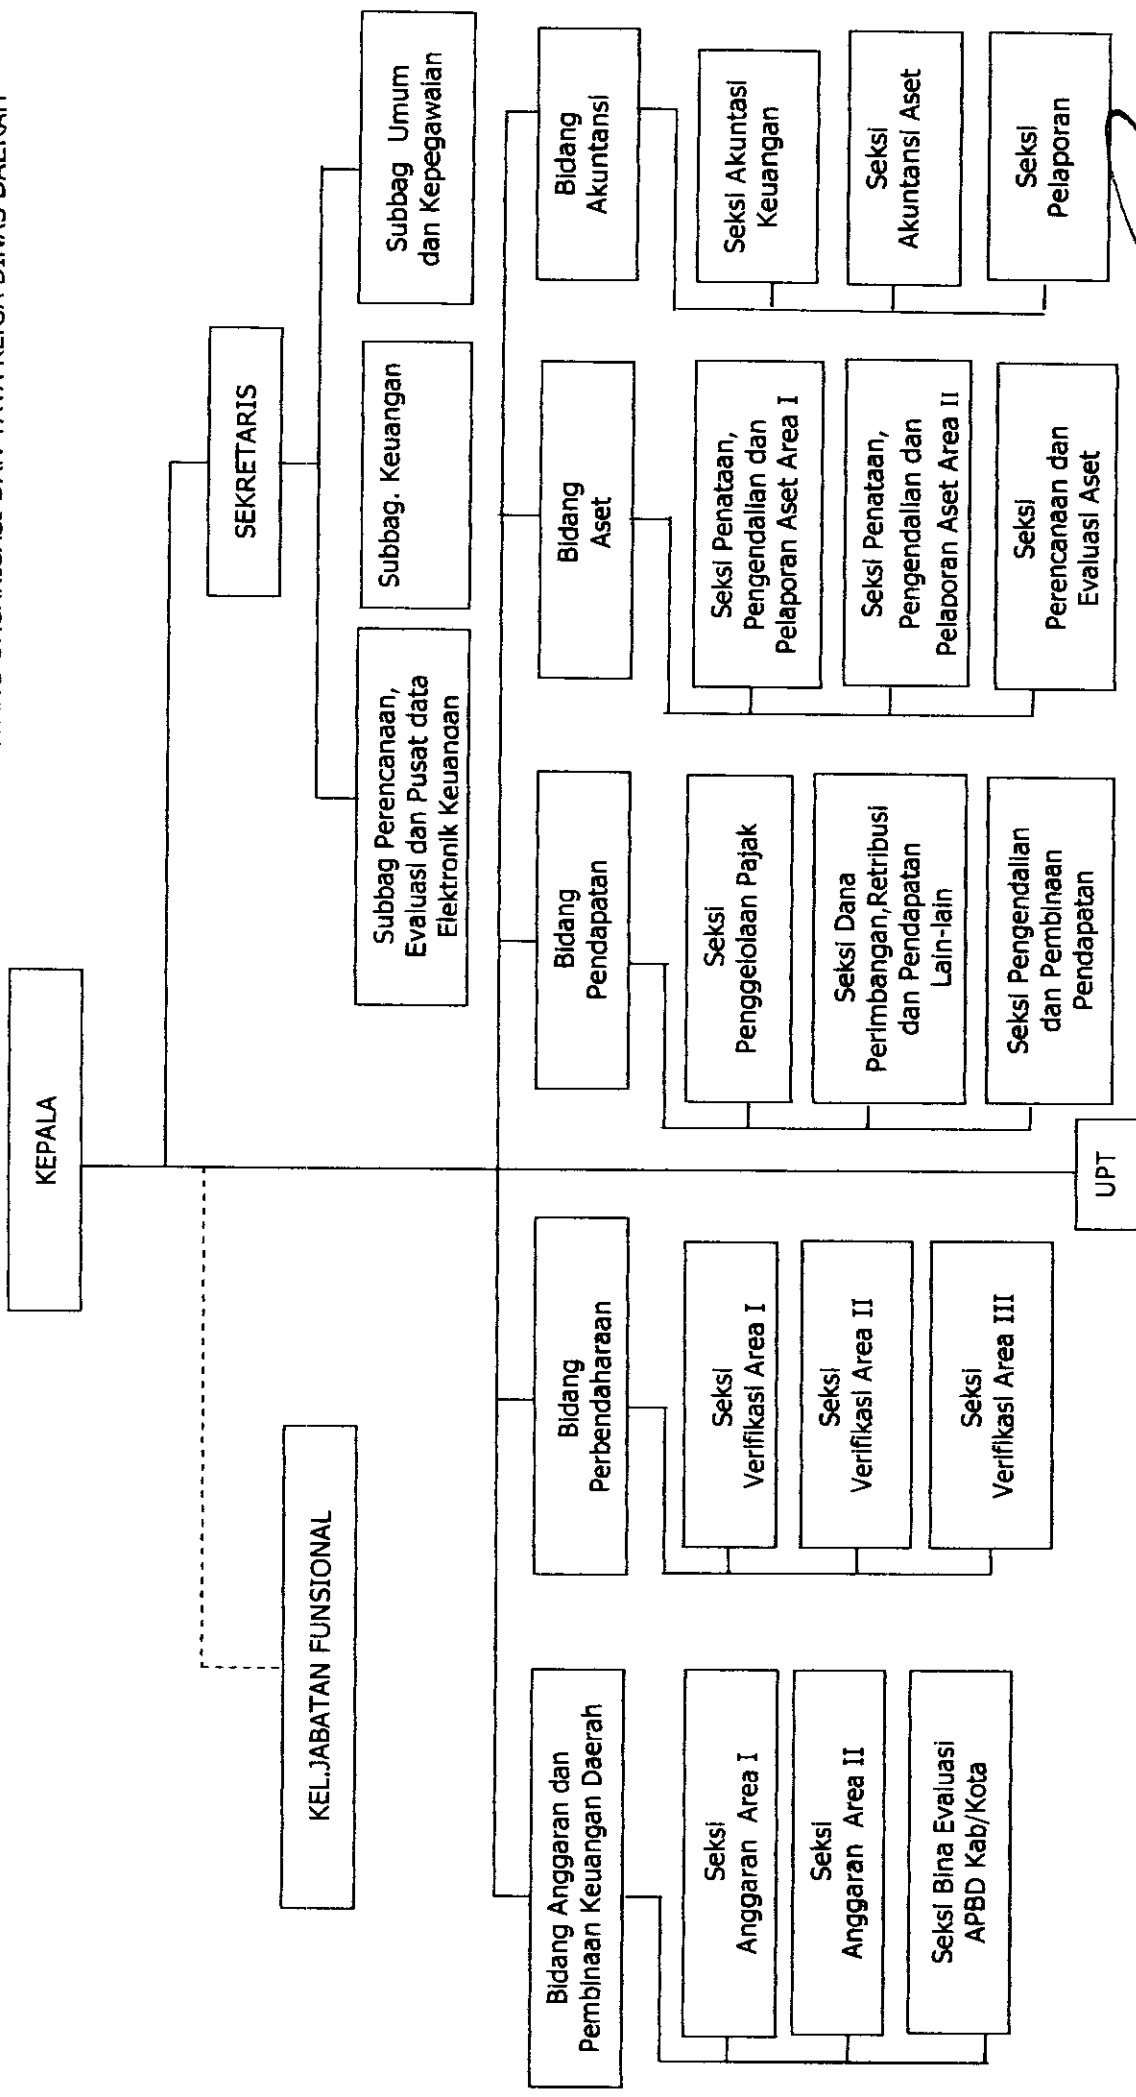 KEPALA
SEKRETARIS
KEL.JABATAN FUNSIONAL
Subbag Perencanaan,
Evaluasi dan Pusat data
Elektronik Keuangan
Subbag. Keuangan
Subbag Umum
dan Kepegawaian
Bidang Anggaran dan
Pembinaan Keuangan Daerah
Seksi
Anggaran Area I
Seksi
Anggaran Area II
Seksi Bina Evaluasi
APBD Kab/Kota
Bidang
Perbendaharaan
Seksi
Verifikasi Area I
Seksi
Verifikasi Area II
Seksi
Verifikasi Area III
Bidang
Pendapatan
Seksi
Penggelolaan Pajak
Seksi Dana
Perimbangan,Retribusi
dan Pendapatan
Lain-lain
Seksi Pengendalian
dan Pembinaan
Pendapatan
Bidang
Aset
Seksi Penataan,
Pengendalian dan
Pelaporan Aset Area I
Seksi Penataan,
Pengendalian dan
Pelaporan Aset Area II
Seksi
Perencanaan dan
Evaluasi Aset
Bidang
Akuntansi
Seksi Akuntasi
Keuangan
Seksi
Akuntansi Aset
Seksi
Pelaporan
UPT